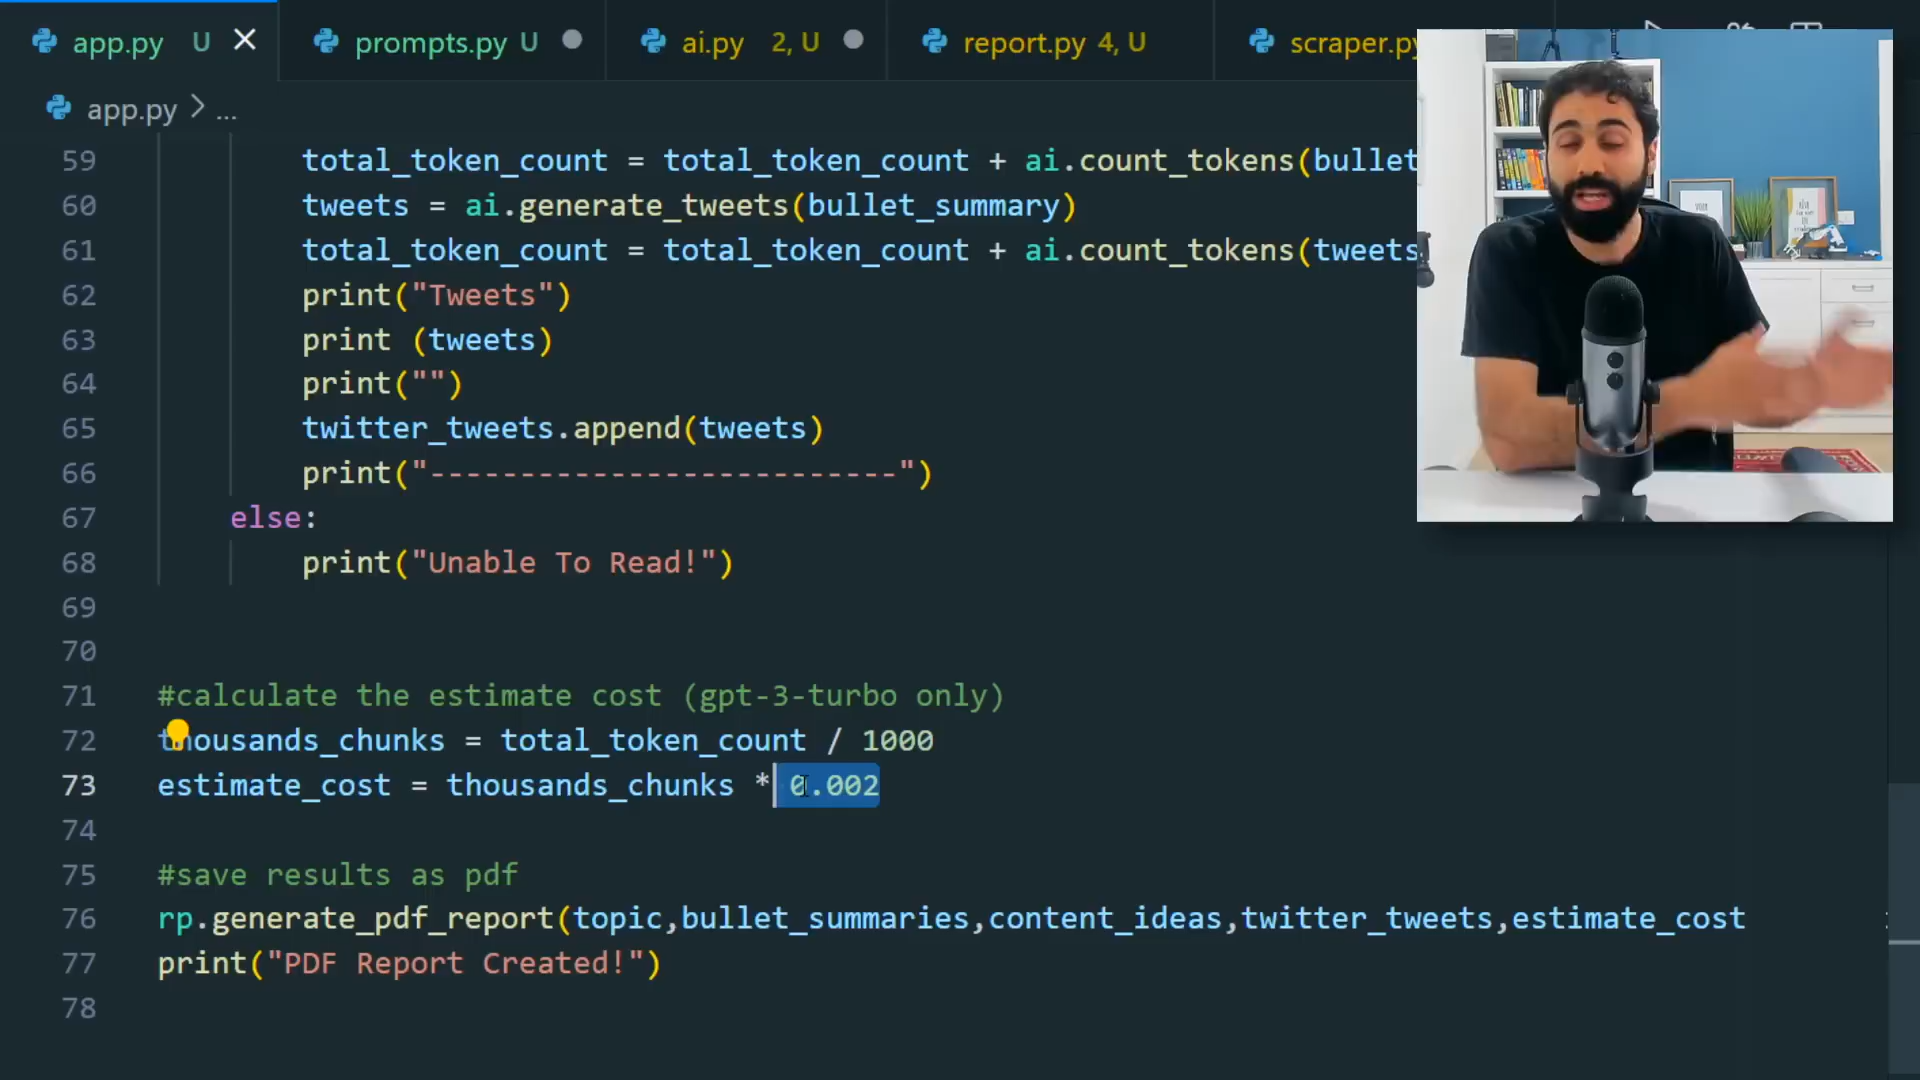 app.py U
prompts.py U
ai.py 2, U
report.py 4, U
scraper.py
app.py > ...
59 total_token_count = total_token_count + ai.count_tokens(bullet
60 tweets = ai.generate_tweets(bullet_summary)
61 total_token_count = total_token_count + ai.count_tokens(tweets
62 print("Tweets")
63 print (tweets)
64 print("")
65 twitter_tweets.append(tweets)
66 print("--------------------------")
67 else:
68 print("Unable To Read!")
69
70
71 #calculate the estimate cost (gpt-3-turbo only)
72 thousands_chunks = total_token_count / 1000
73 estimate_cost = thousands_chunks * 0.002
74
75 #save results as pdf
76 rp.generate_pdf_report(topic,bullet_summaries,content_ideas,twitter_tweets,estimate_cost
77 print("PDF Report Created!")
78